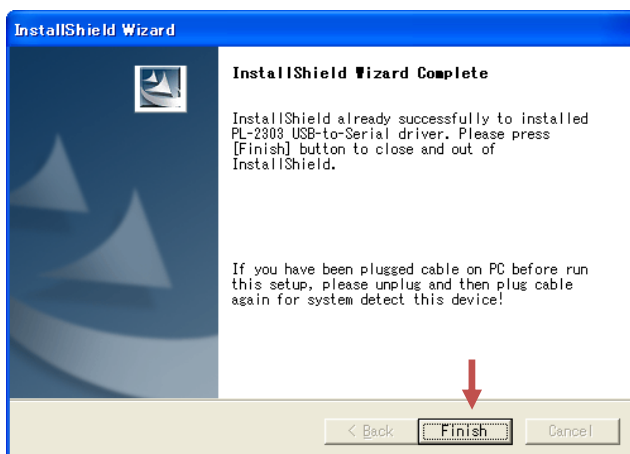 InstallShield Wizard
InstallShield Wizard Complete
InstallShield already successfully to installed
PL-2303 USB-to-Serial driver. Please press
[Finish] button to close and out of
InstallShield.
If you have been plugged cable on PC before run
this setup, please unplug and then plug cable
again for system detect this device!
< Back
Finish
Cancel